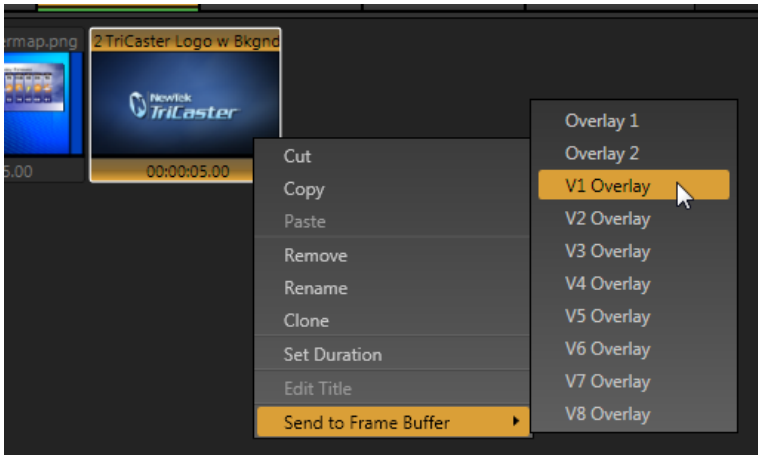 ermap.png
2 TriCaster Logo w Bkgnd
NewTek
TriCaster
5.00
00:00:05.00
Cut
Copy
Paste
Remove
Rename
Clone
Set Duration
Edit Title
Send to Frame Buffer
Overlay 1
Overlay 2
V1 Overlay
V2 Overlay
V3 Overlay
V4 Overlay
V5 Overlay
V6 Overlay
V7 Overlay
V8 Overlay